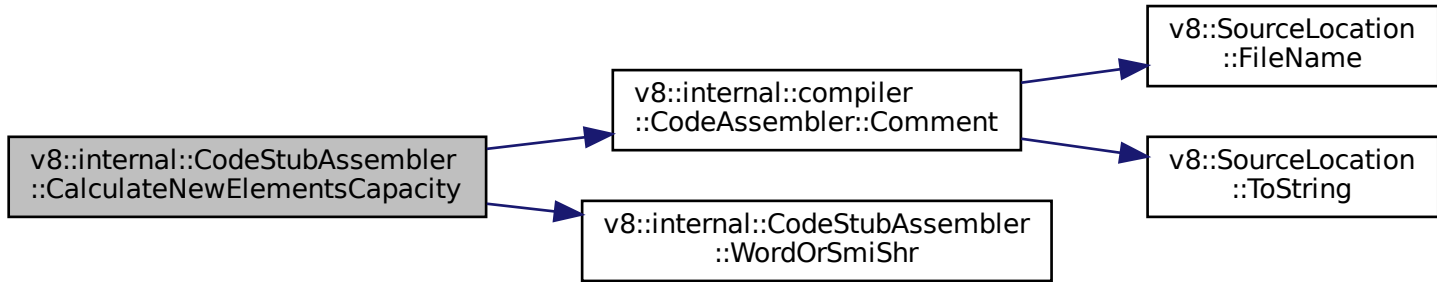 v8::internal::CodeStubAssembler
::CalculateNewElementsCapacity
v8::internal::compiler
::CodeAssembler::Comment
v8::SourceLocation
::FileName
v8::SourceLocation
::ToString
v8::internal::CodeStubAssembler
::WordOrSmiShr